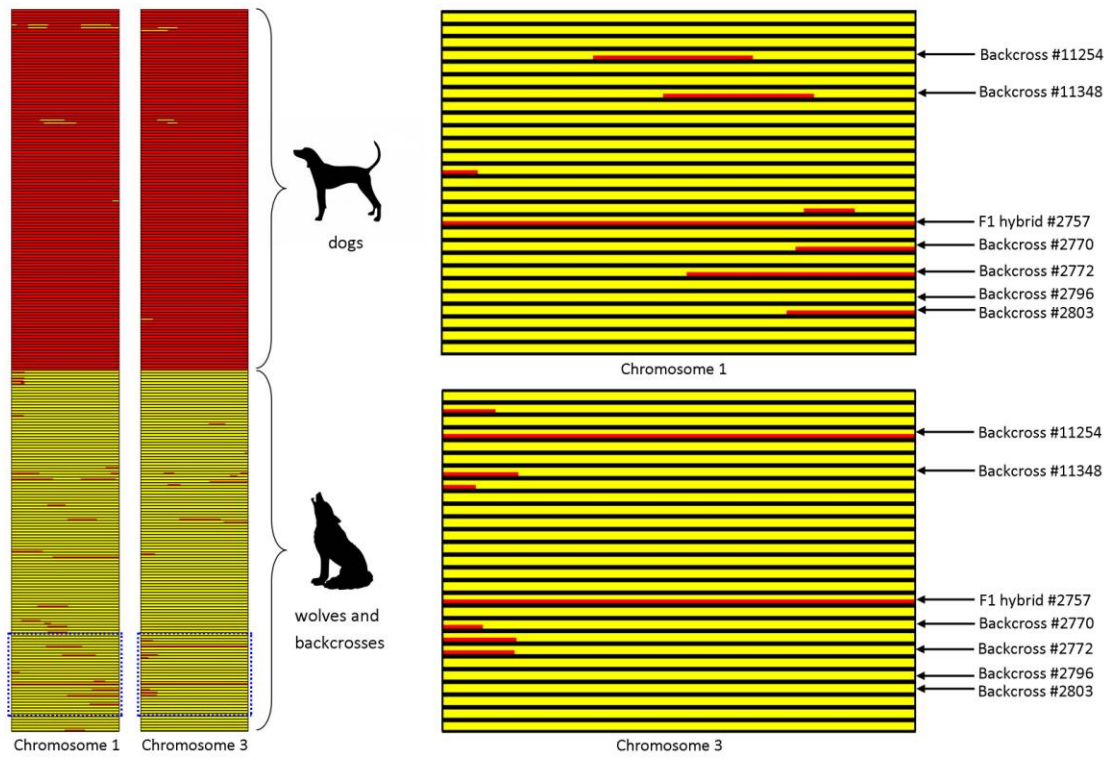 dogs
wolves and
backcrosses
Chromosome 1
Chromosome 3
Backcross #11254
Backcross #11348
F1 hybrid #2757
Backcross #2770
Backcross #2772
Backcross #2796
Backcross #2803
Chromosome 1
Backcross #11254
Backcross #11348
F1 hybrid #2757
Backcross #2770
Backcross #2772
Backcross #2796
Backcross #2803
Chromosome 3